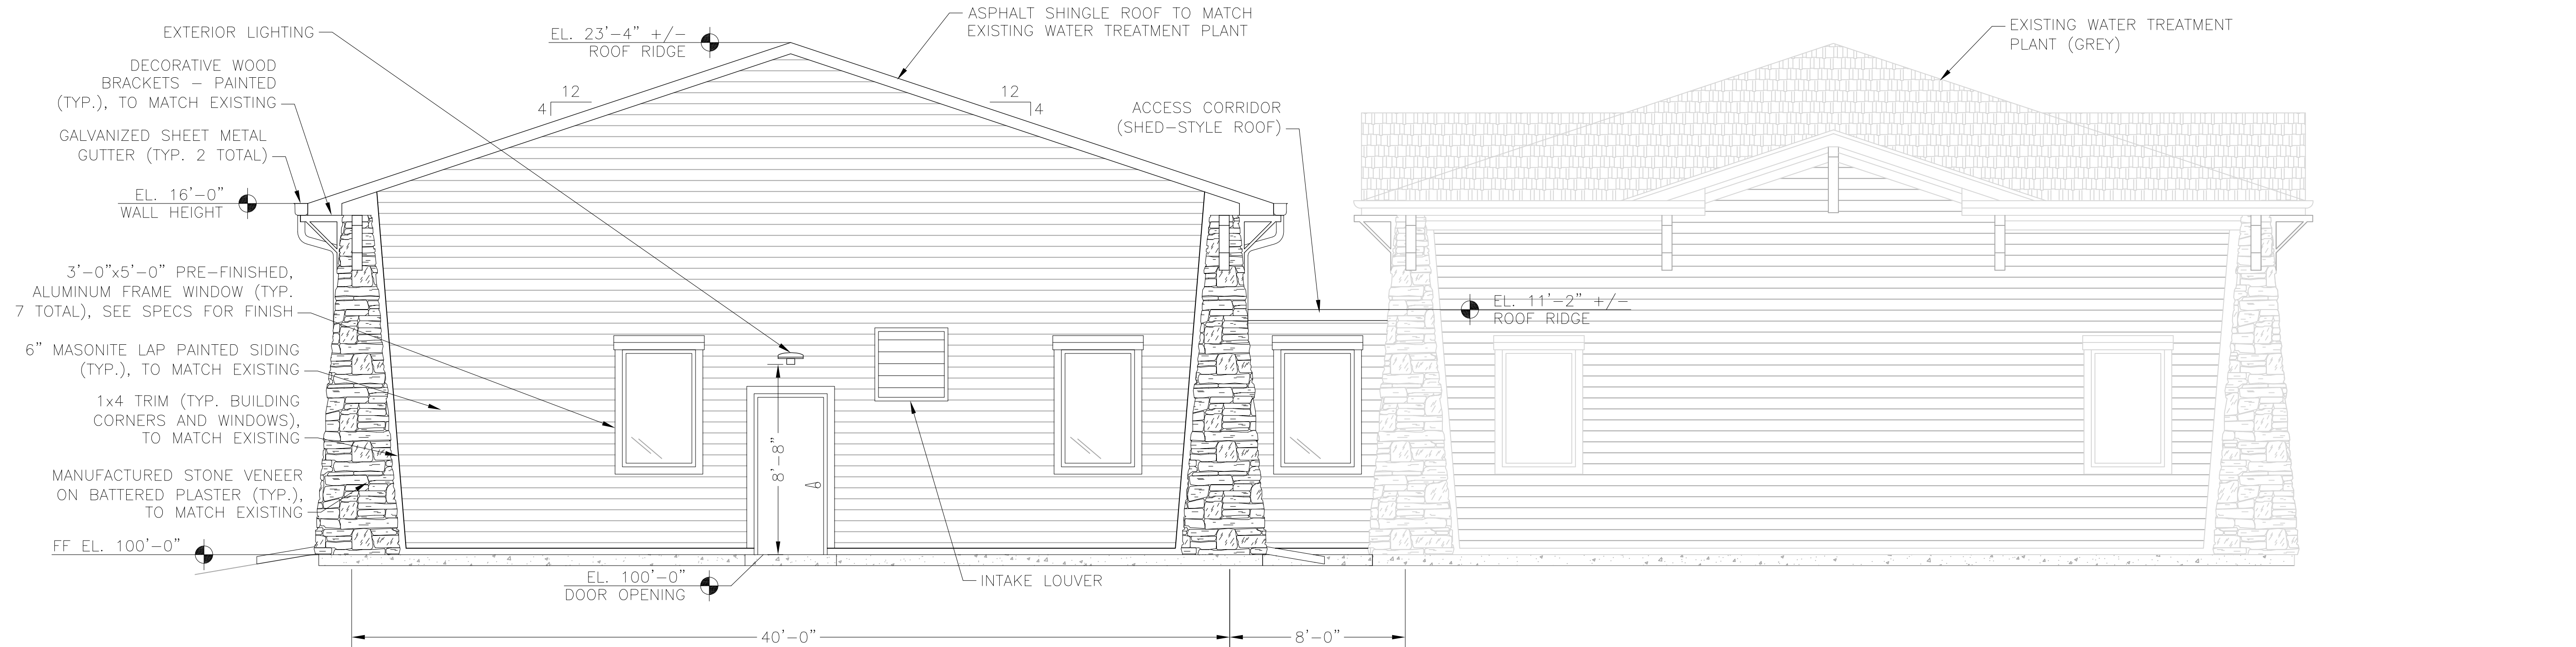 EXTERIOR LIGHTING
DECORATIVE WOOD
BRACKETS – PAINTED
(TYP.), TO MATCH EXISTING
GALVANIZED SHEET METAL
GUTTER (TYP. 2 TOTAL)
EL. 16'-0"
WALL HEIGHT
3'-0"x5'-0" PRE-FINISHED,
ALUMINUM FRAME WINDOW (TYP.
7 TOTAL), SEE SPECS FOR FINISH
6" MASONITE LAP PAINTED SIDING
(TYP.), TO MATCH EXISTING
1x4 TRIM (TYP. BUILDING
CORNERS AND WINDOWS),
TO MATCH EXISTING
MANUFACTURED STONE VENEER
ON BATTERED PLASTER (TYP.),
TO MATCH EXISTING
FF EL. 100'-0"
EL. 23'-4" +/-
ROOF RIDGE
12
4
12
4
ASPHALT SHINGLE ROOF TO MATCH
EXISTING WATER TREATMENT PLANT
ACCESS CORRIDOR
(SHED-STYLE ROOF)
EXISTING WATER TREATMENT
PLANT (GREY)
EL. 11'-2" +/-
ROOF RIDGE
8'-8"
EL. 100'-0"
DOOR OPENING
INTAKE LOUVER
40'-0"
8'-0"